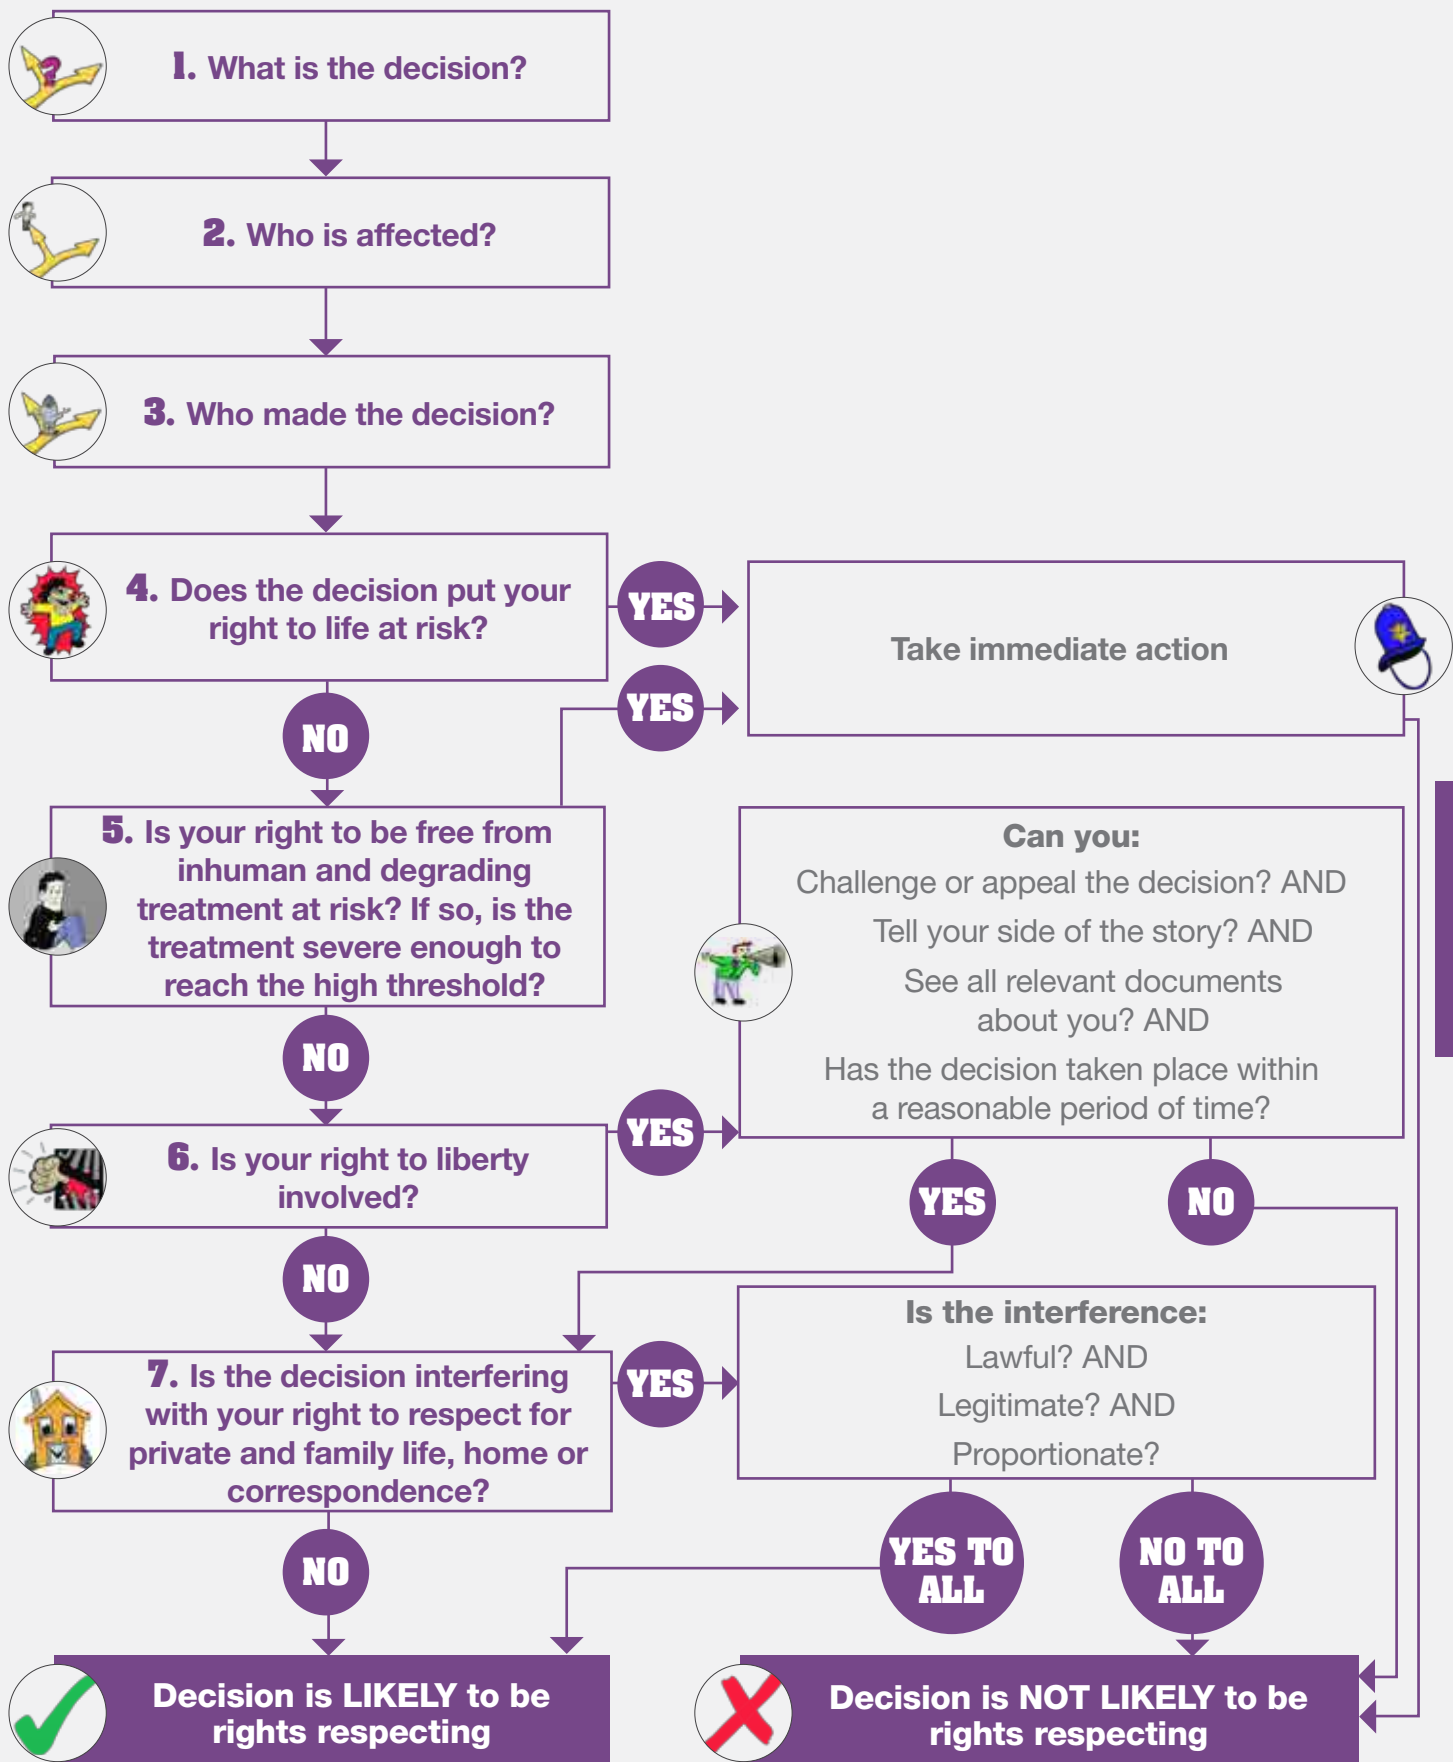 1. What is the decision?
2. Who is affected?
3. Who made the decision?
4. Does the decision put your
right to life at risk?
YES
Take immediate action
YES
NO
5. Is your right to be free from
inhuman and degrading
treatment at risk? If so, is the
treatment severe enough to
reach the high threshold?
Can you:
Challenge or appeal the decision? AND
Tell your side of the story? AND
See all relevant documents
about you? AND
Has the decision taken place within
a reasonable period of time?
NO
6. Is your right to liberty
involved?
YES
YES
NO
NO
7. Is the decision interfering
with your right to respect for
private and family life, home or
correspondence?
YES
Is the interference:
Lawful? AND
Legitimate? AND
Proportionate?
NO
YES TO
ALL
NO TO
ALL
Decision is LIKELY to be
rights respecting
Decision is NOT LIKELY to be
rights respecting